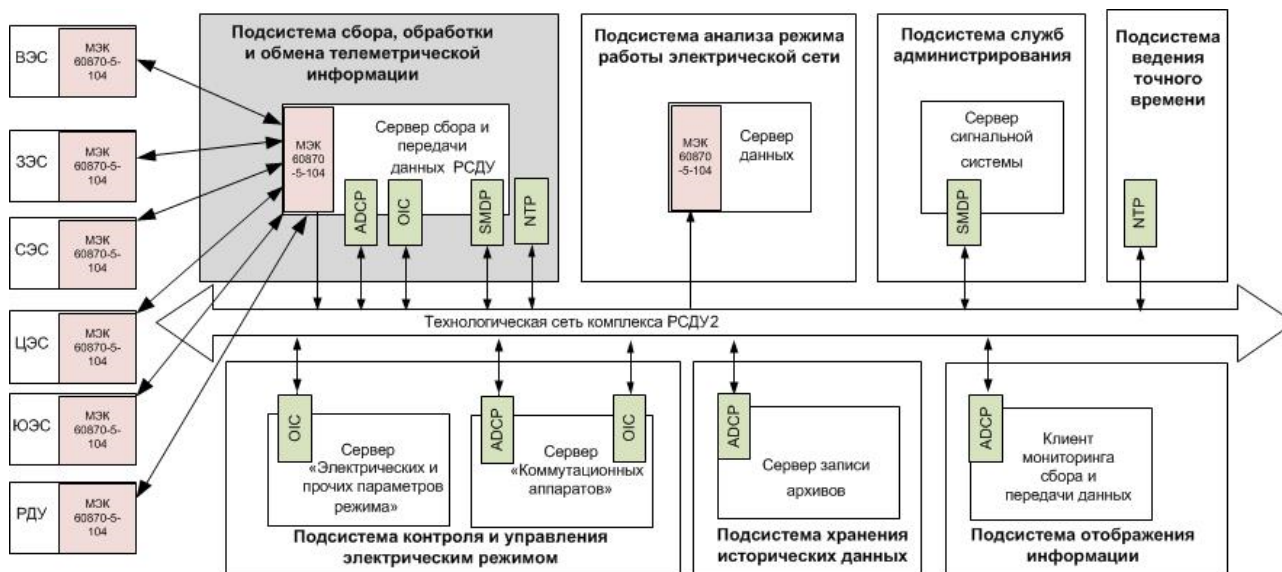 ВЭС
МЭК
60870-5-
104
ЗЭС
МЭК
60870-5-
104
СЭС
МЭК
60870-5-
104
ЦЭС
МЭК
60870-5-
104
ЮЭС
МЭК
60870-5-
104
РДУ
МЭК
60870-5-
104
Подсистема сбора, обработки
и обмена телеметрической
информации
МЭК
60870
-5-104
Сервер сбора и
передачи
данных РСДУ
ADCP
OIC
SMDP
NTP
Подсистема анализа режима
работы электрической сети
МЭК
60870
-5-104
Сервер
данных
Подсистема служб
администрирования
Сервер
сигнальной
системы
SMDP
Подсистема
ведения
точного
времени
NTP
Технологическая сеть комплекса РСДУ2
OIC
Сервер
«Электрических и
прочих параметров
режима»
ADCP
OIC
Сервер
«Коммутационных
аппаратов»
Подсистема контроля и управления
электрическим режимом
ADCP
Сервер записи
архивов
Подсистема хранения
исторических данных
ADCP
Клиент
мониторинга
сбора и
передачи данных
Подсистема отображения
информации